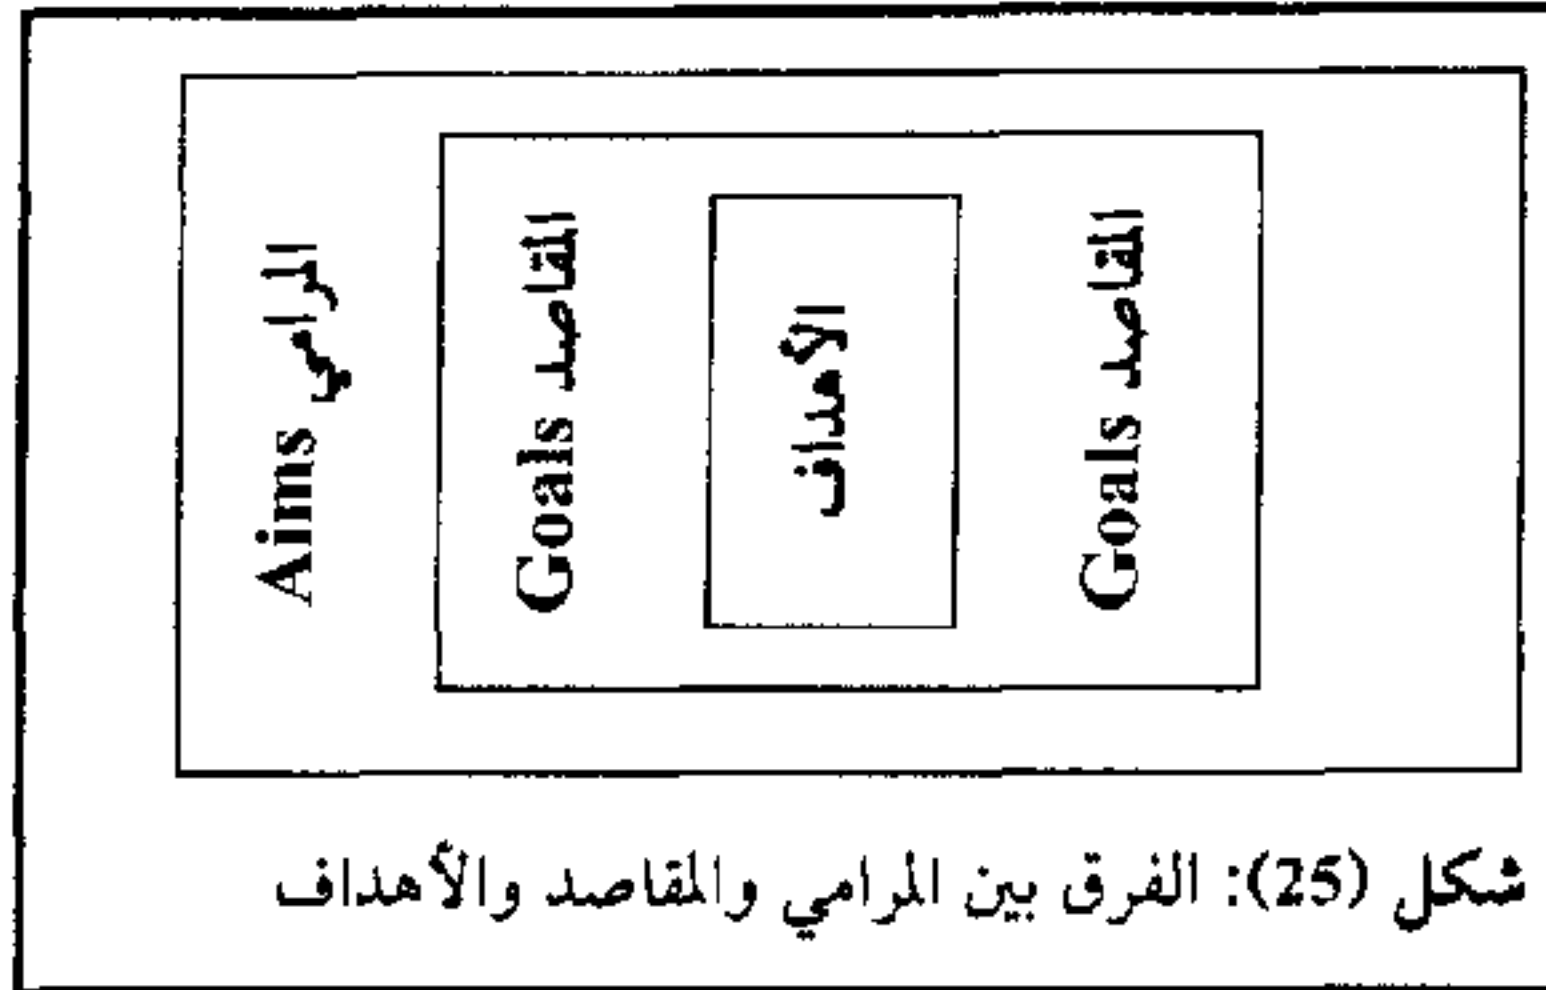 المرامي Aims
المقاصد Goals
الأهداف
المقاصد Goals
شكل (25): الفرق بين المرامي والمقاصد والأهداف